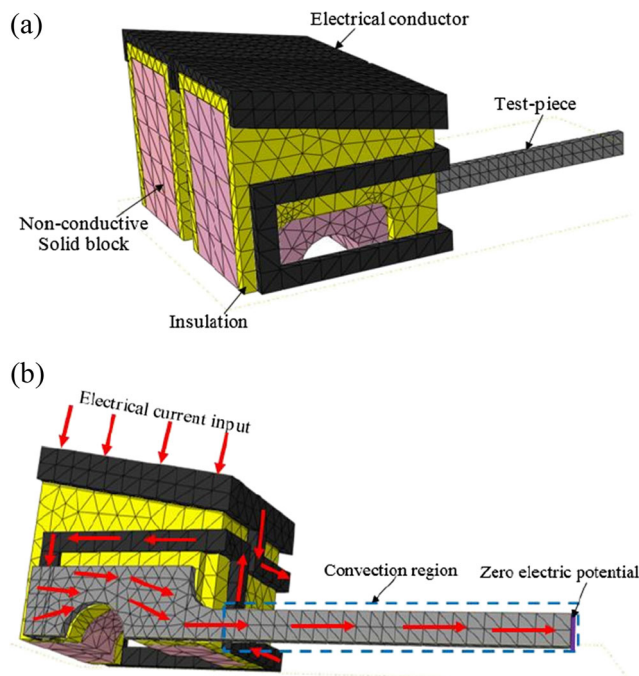 (a)
Electrical conductor
Test-piece
Non-conductive
Solid block
Insulation
(b)
Electrical current input
Convection region
Zero electric potential